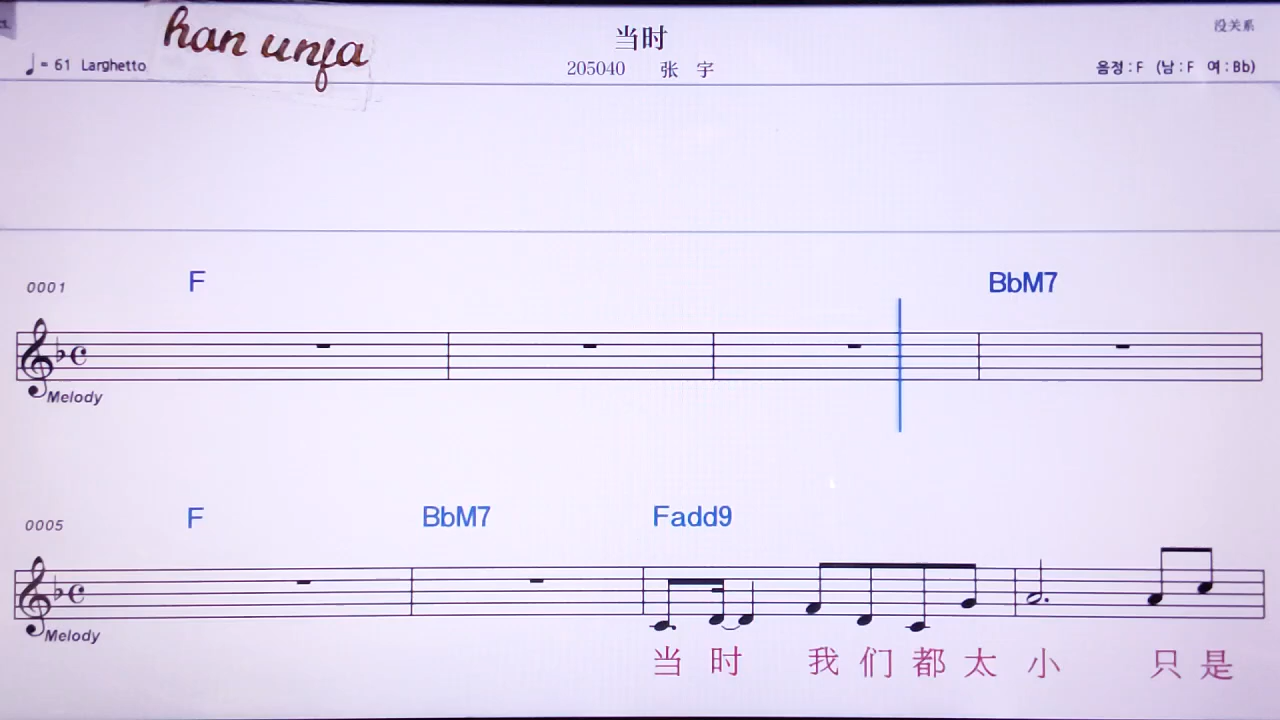 han unfa
当时
没关系
♩= 61 Larghetto
205040 张 宇
음정 : F (남 : F 여 : Bb)
0001
F BbM7
Melody
0005
F BbM7 Fadd9
Melody
当 时 我 们 都 太 小 只 是